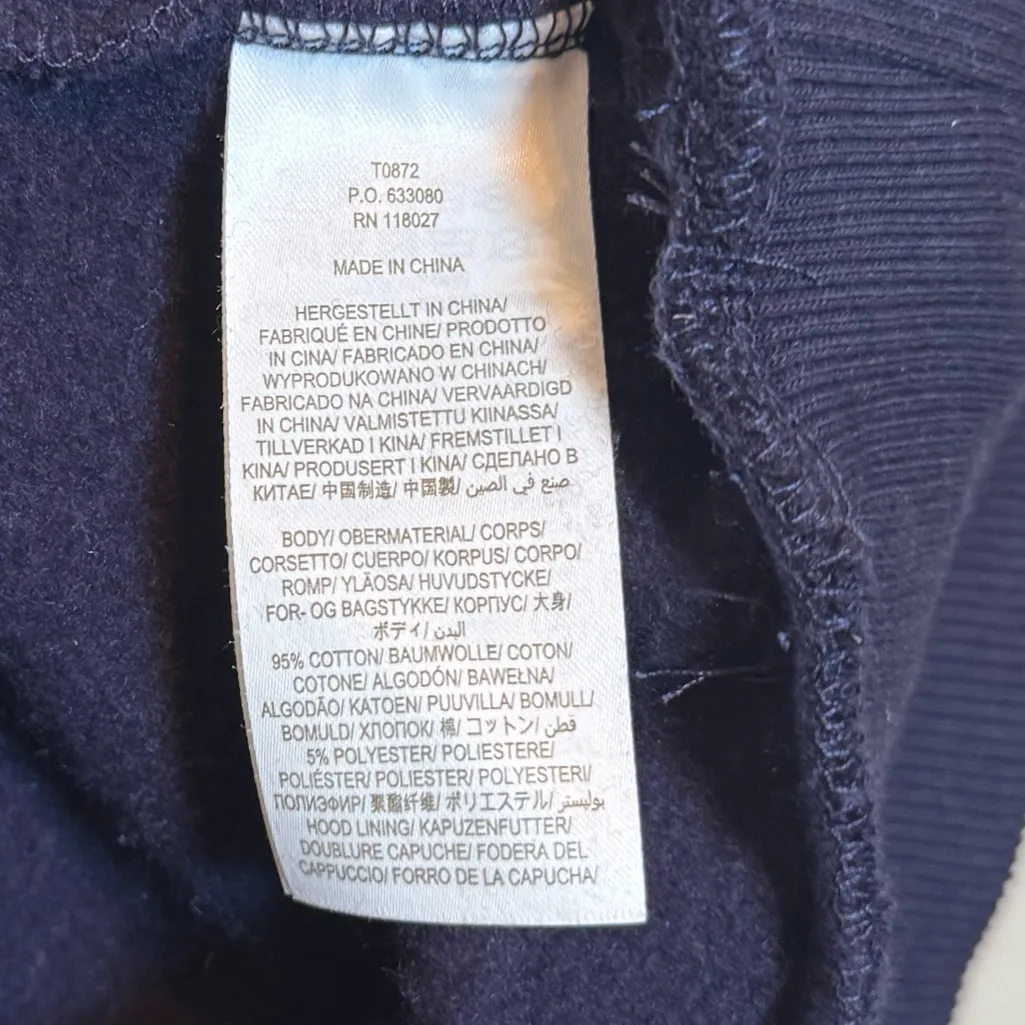 T0872
P.O. 633080
RN 118027
MADE IN CHINA
HERGESTELLT IN CHINA/
FABRIQUÉ EN CHINE/ PRODOTTO
IN CINA/ FABRICADO EN CHINA/
WYPRODUKOWANO W CHINACH/
FABRICADO NA CHINA/ VERVAARDIGD
IN CHINA/ VALMISTETTU KIINASSA/
TILLVERKAD I KINA/ FREMSTILLET I
KINA/ PRODUSERT I KINA/ СДЕЛАНО В
КИТАЕ/ 中国制造/ 中國製/ صنع في الصين
BODY/ OBERMATERIAL/ CORPS/
CORSETTO/ CUERPO/ KORPUS/ CORPO/
ROMP/ YLÄOSA/ HUVUDSTYCKE/
FOR- OG BAGSTYKKE/ КОРПУС/ 大身/
ボディ/ البدن
95% COTTON/ BAUMWOLLE/ COTON/
COTONE/ ALGODÓN/ BAWEŁNA/
ALGODÃO/ KATOEN/ PUUVILLA/ BOMULL/
BOMULD/ ХЛОПОК/ 棉/ コットン/ قطن
5% POLYESTER/ POLIESTERE/
POLIÉSTER/ POLIESTER/ POLYESTERI/
ПОЛИЭФИР/ 聚酯纤维/ ポリエステル/ بوليستر
HOOD LINING/ KAPUZENFUTTER/
DOUBLURE CAPUCHE/ FODERA DEL
CAPPUCCIO/ FORRO DE LA CAPUCHA/